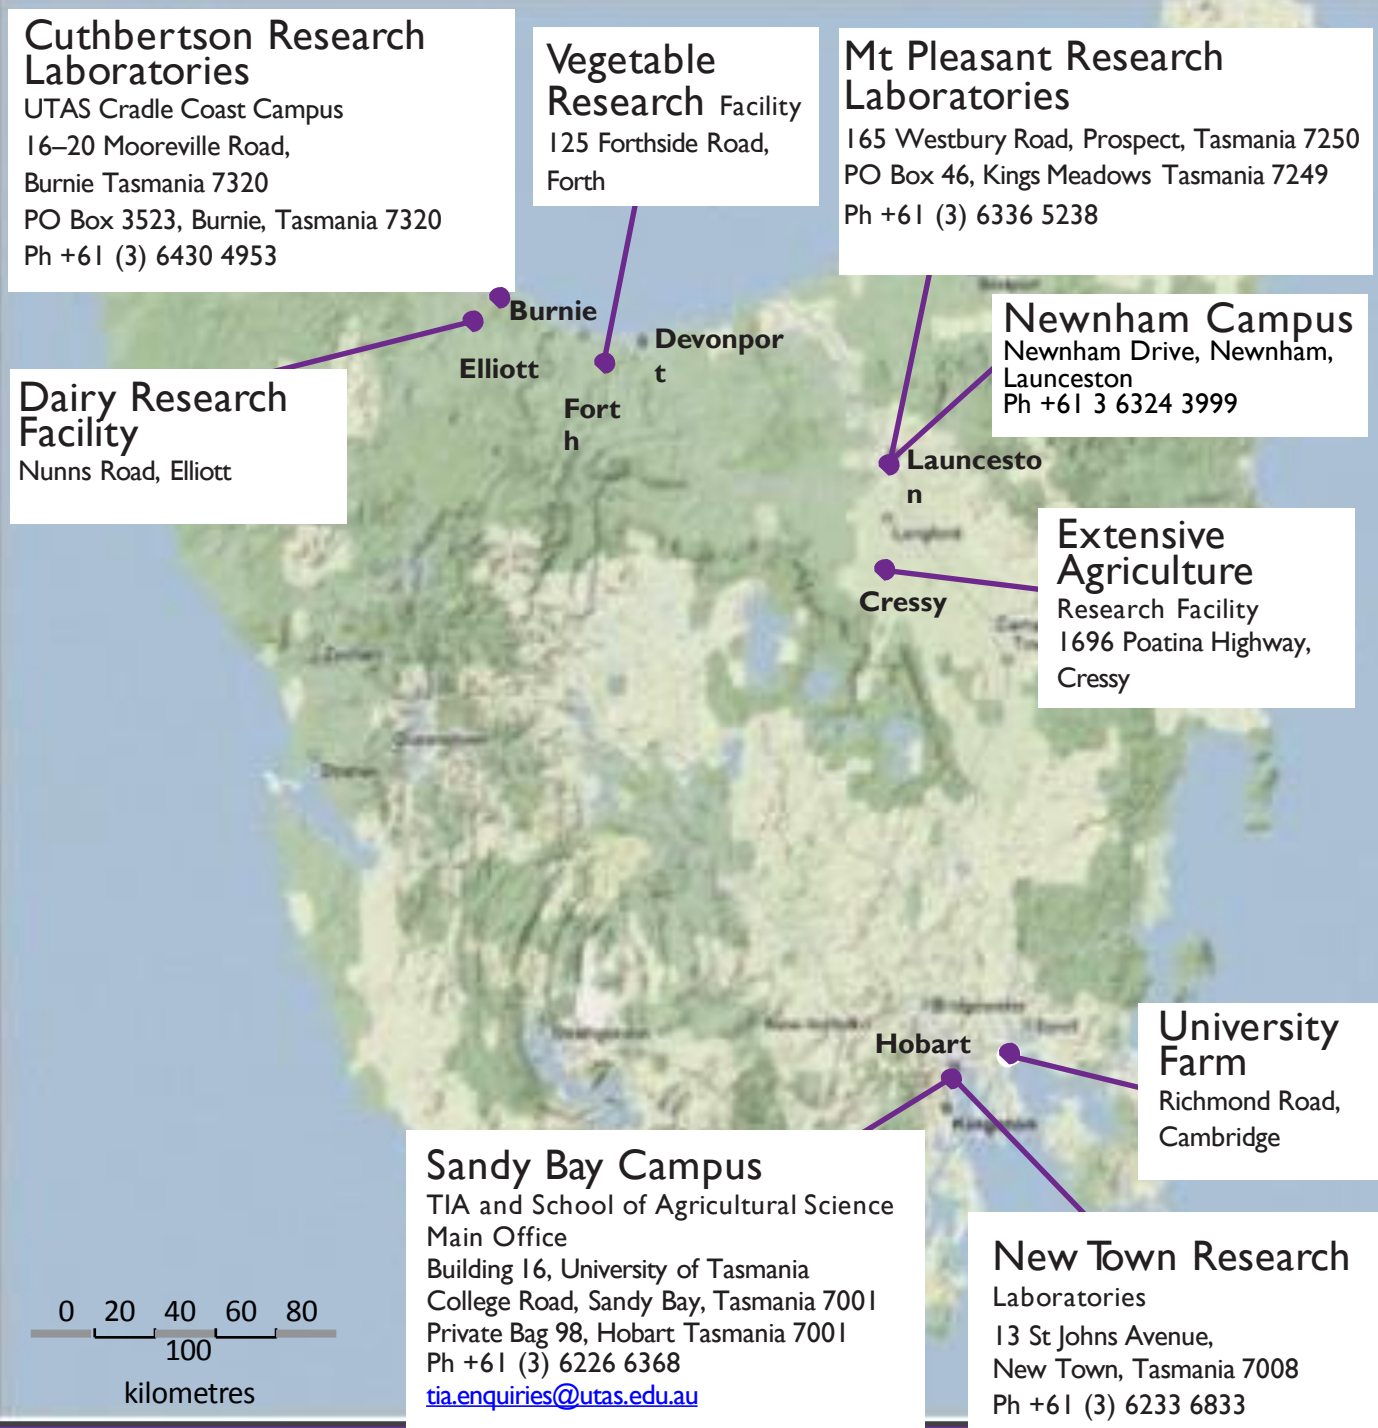 Cuthbertson Research
Laboratories
UTAS Cradle Coast Campus
16–20 Mooreville Road,
Burnie Tasmania 7320
PO Box 3523, Burnie, Tasmania 7320
Ph +61 (3) 6430 4953
Vegetable
Research Facility
125 Forthside Road,
Forth
Mt Pleasant Research
Laboratories
165 Westbury Road, Prospect, Tasmania 7250
PO Box 46, Kings Meadows Tasmania 7249
Ph +61 (3) 6336 5238
Newnham Campus
Newnham Drive, Newnham,
Launceston
Ph +61 3 6324 3999
Burnie
Elliott
Devonpor
t
Fort
h
Dairy Research
Facility
Nunns Road, Elliott
Launcesto
n
Longford
Cressy
Extensive
Agriculture
Research Facility
1696 Poatina Highway,
Cressy
Zeehan
Queenstown
Strahan
Bridgewater
Hobart
Kingston
University
Farm
Richmond Road,
Cambridge
Sandy Bay Campus
TIA and School of Agricultural Science
Main Office
Building 16, University of Tasmania
College Road, Sandy Bay, Tasmania 7001
Private Bag 98, Hobart Tasmania 7001
Ph +61 (3) 6226 6368
tia.enquiries@utas.edu.au
New Town Research
Laboratories
13 St Johns Avenue,
New Town, Tasmania 7008
Ph +61 (3) 6233 6833
0 20 40 60 80
100
kilometres